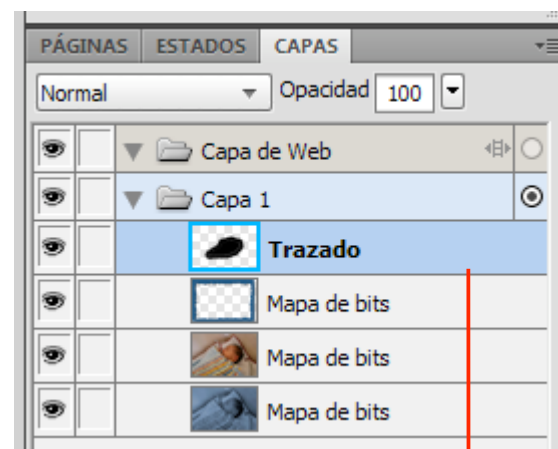 PÁGINAS ESTADOS CAPAS
Normal Opacidad 100
Capa de Web
Capa 1
Trazado
Mapa de bits
Mapa de bits
Mapa de bits